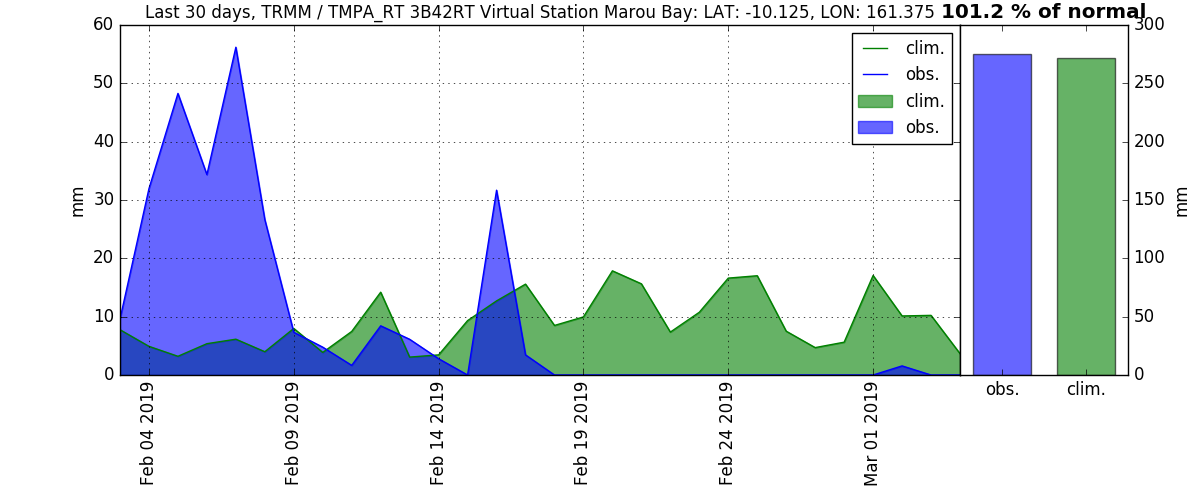 Last 30 days, TRMM / TMPA_RT 3B42RT Virtual Station Marou Bay: LAT: -10.125, LON: 161.375 101.2 % of normal
60
50
40
30
20
10
0
mm
clim.
obs.
clim.
obs.
300
250
200
150
100
50
0
mm
obs.
clim.
Feb 04 2019
Feb 09 2019
Feb 14 2019
Feb 19 2019
Feb 24 2019
Mar 01 2019